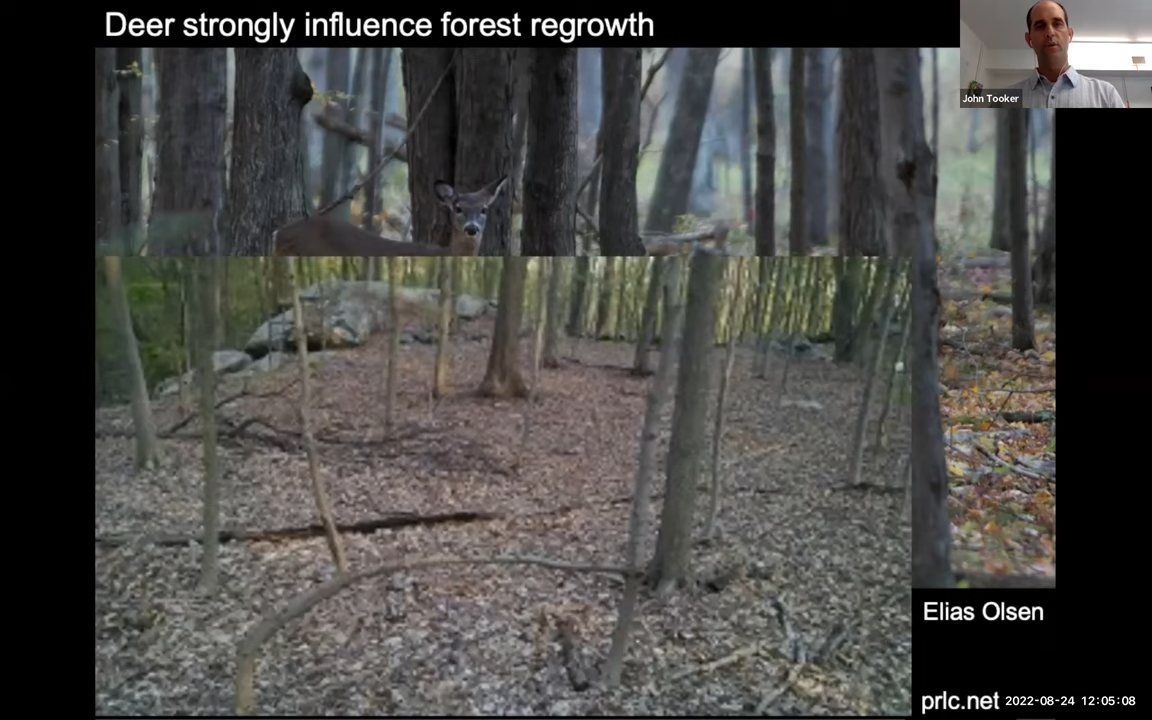 Deer strongly influence forest regrowth
John Tooker
Elias Olsen
prlc.net
2022-08-24 12:05:08